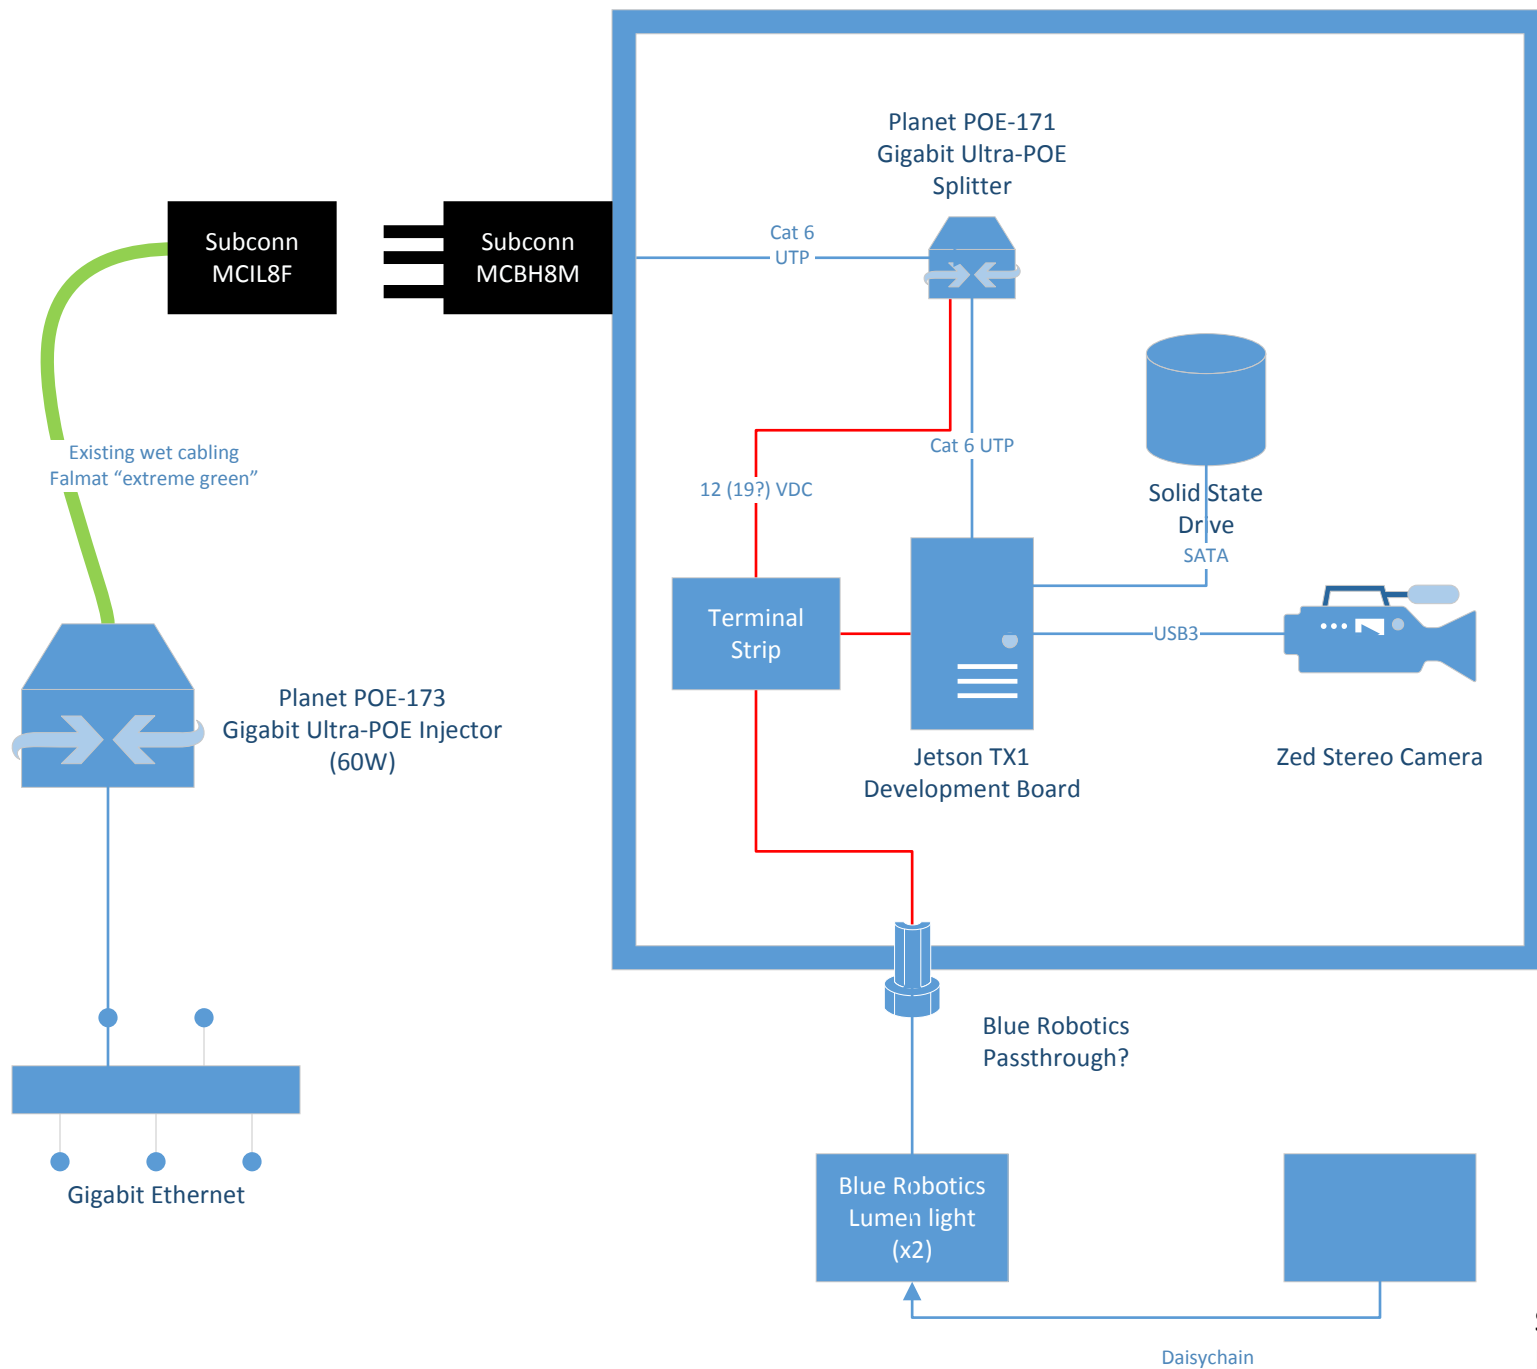 Planet POE-171
Gigabit Ultra-POE
Splitter
Subconn
MCIL8F
Subconn
MCBH8M
Cat 6
UTP
Existing wet cabling
Falmat “extreme green”
Cat 6 UTP
12 (19?) VDC
Solid State
Drive
SATA
Terminal
Strip
USB3
Planet POE-173
Gigabit Ultra-POE Injector
(60W)
Jetson TX1
Development Board
Zed Stereo Camera
Blue Robotics
Passthrough?
Gigabit Ethernet
Blue Robotics
Lumen light
(x2)
Daisychain